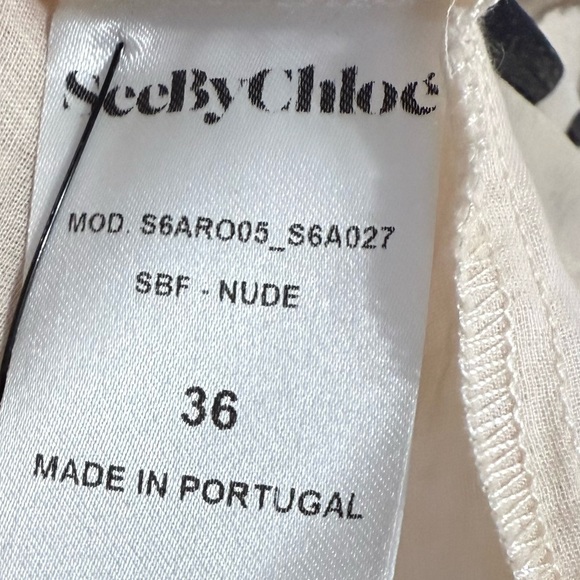 SeeByChloé
MOD. S6ARO05_S6A027
SBF - NUDE
36
MADE IN PORTUGAL